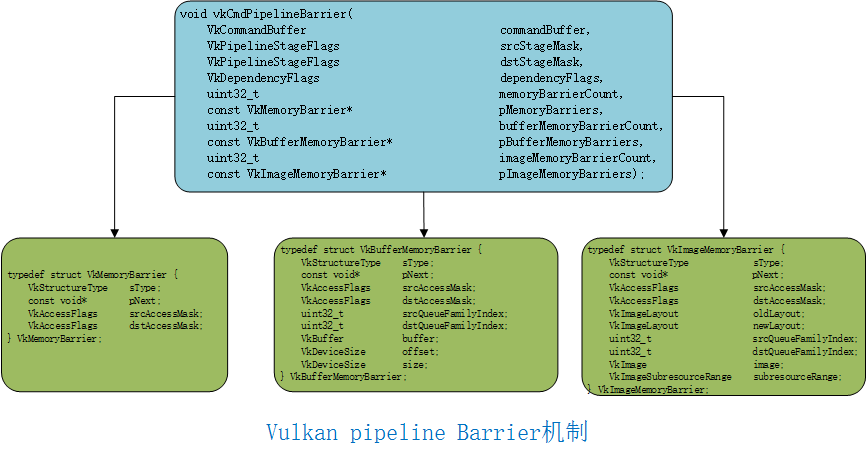 void vkCmdPipelineBarrier(
VkCommandBuffer commandBuffer,
VkPipelineStageFlags srcStageMask,
VkPipelineStageFlags dstStageMask,
VkDependencyFlags dependencyFlags,
uint32_t memoryBarrierCount,
const VkMemoryBarrier* pMemoryBarriers,
uint32_t bufferMemoryBarrierCount,
const VkBufferMemoryBarrier* pBufferMemoryBarriers,
uint32_t imageMemoryBarrierCount,
const VkImageMemoryBarrier* pImageMemoryBarriers);
typedef struct VkMemoryBarrier {
VkStructureType sType;
const void* pNext;
VkAccessFlags srcAccessMask;
VkAccessFlags dstAccessMask;
} VkMemoryBarrier;
typedef struct VkBufferMemoryBarrier {
VkStructureType sType;
const void* pNext;
VkAccessFlags srcAccessMask;
VkAccessFlags dstAccessMask;
uint32_t srcQueueFamilyIndex;
uint32_t dstQueueFamilyIndex;
VkBuffer buffer;
VkDeviceSize offset;
VkDeviceSize size;
} VkBufferMemoryBarrier;
typedef struct VkImageMemoryBarrier {
VkStructureType sType;
const void* pNext;
VkAccessFlags srcAccessMask;
VkAccessFlags dstAccessMask;
VkImageLayout oldLayout;
VkImageLayout newLayout;
uint32_t srcQueueFamilyIndex;
uint32_t dstQueueFamilyIndex;
VkImage image;
VkImageSubresourceRange subresourceRange;
} VkImageMemoryBarrier;
Vulkan pipeline Barrier机制